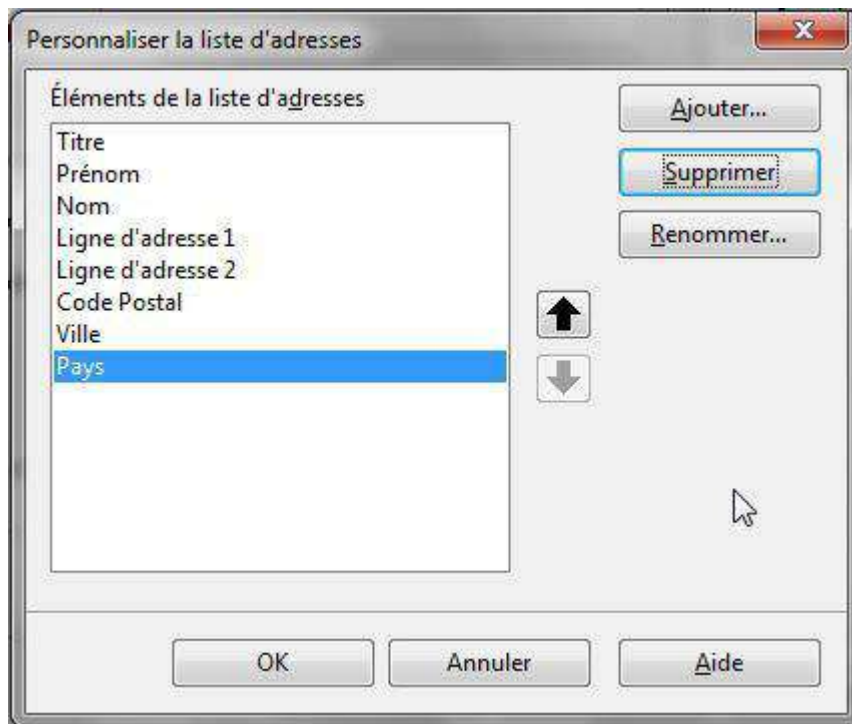 Personnaliser la liste d'adresses
Éléments de la liste d'adresses
Titre
Prénom
Nom
Ligne d'adresse 1
Ligne d'adresse 2
Code Postal
Ville
Pays
Ajouter...
Supprimer
Renommer...
OK
Annuler
Aide